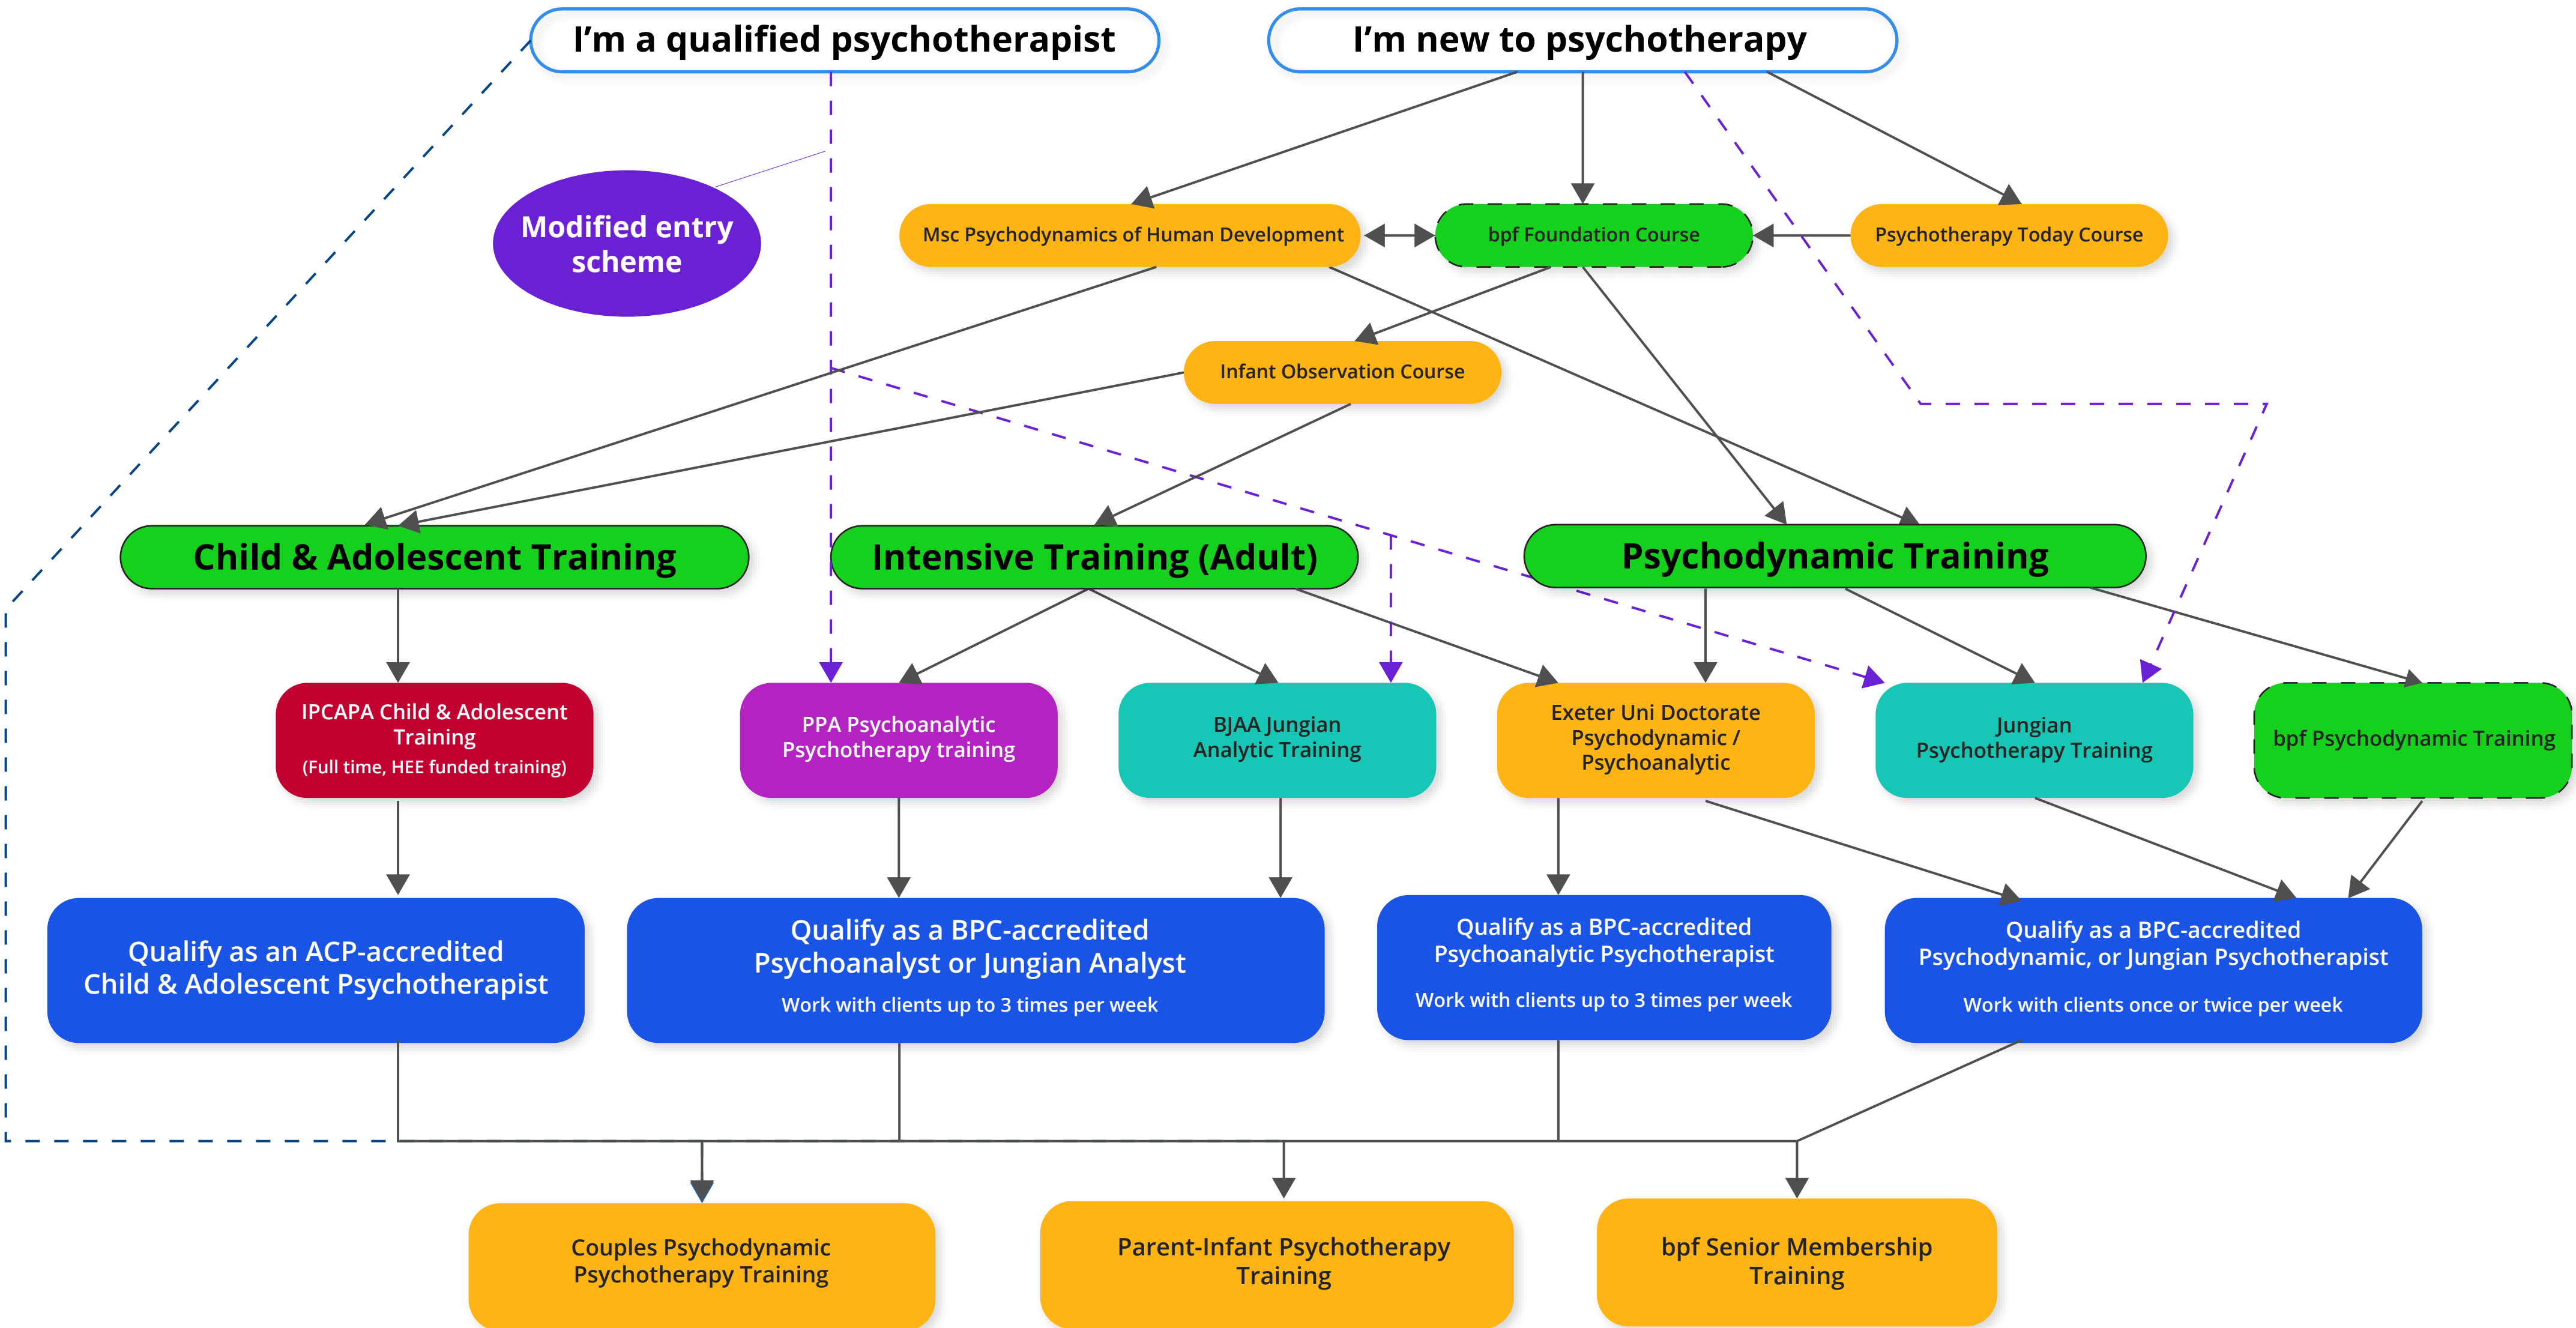 I’m a qualified psychotherapist
I’m new to psychotherapy
Modified entry
scheme
Msc Psychodynamics of Human Development
bpf Foundation Course
Psychotherapy Today Course
Infant Observation Course
Child & Adolescent Training
Intensive Training (Adult)
Psychodynamic Training
IPCAPA Child & Adolescent
Training
(Full time, HEE funded training)
PPA Psychoanalytic
Psychotherapy training
BJAA Jungian
Analytic Training
Exeter Uni Doctorate
Psychodynamic /
Psychoanalytic
Jungian
Psychotherapy Training
bpf Psychodynamic Training
Qualify as an ACP-accredited
Child & Adolescent Psychotherapist
Qualify as a BPC-accredited
Psychoanalyst or Jungian Analyst
Work with clients up to 3 times per week
Qualify as a BPC-accredited
Psychoanalytic Psychotherapist
Work with clients up to 3 times per week
Qualify as a BPC-accredited
Psychodynamic, or Jungian Psychotherapist
Work with clients once or twice per week
Couples Psychodynamic
Psychotherapy Training
Parent-Infant Psychotherapy
Training
bpf Senior Membership
Training